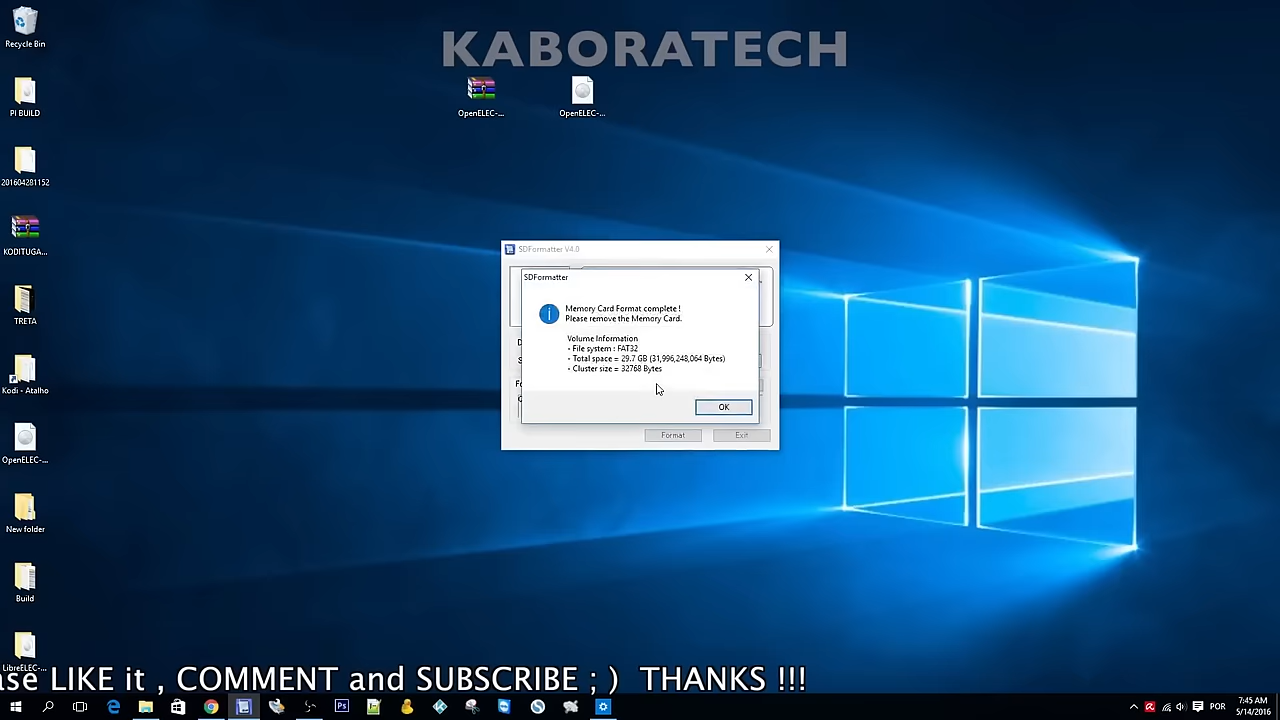 KABORATECH
Recycle Bin
PI BUILD
201604281152
KODITUGA...
TRETA
Kodi - Atalho
OpenELEC-...
New folder
Build
LibreELEC-...
OpenELEC-...
OpenELEC-...
SDFormatter V4.0
SDFormatter
Memory Card Format complete !
Please remove the Memory Card.
Volume Information
· File system : FAT32
· Total space = 29.7 GB (31,996,248,064 Bytes)
· Cluster size = 32768 Bytes
OK
Format
Exit
ase LIKE it , COMMENT and SUBSCRIBE ; ) THANKS !!!
Ps
POR
7:45 AM
5/14/2016